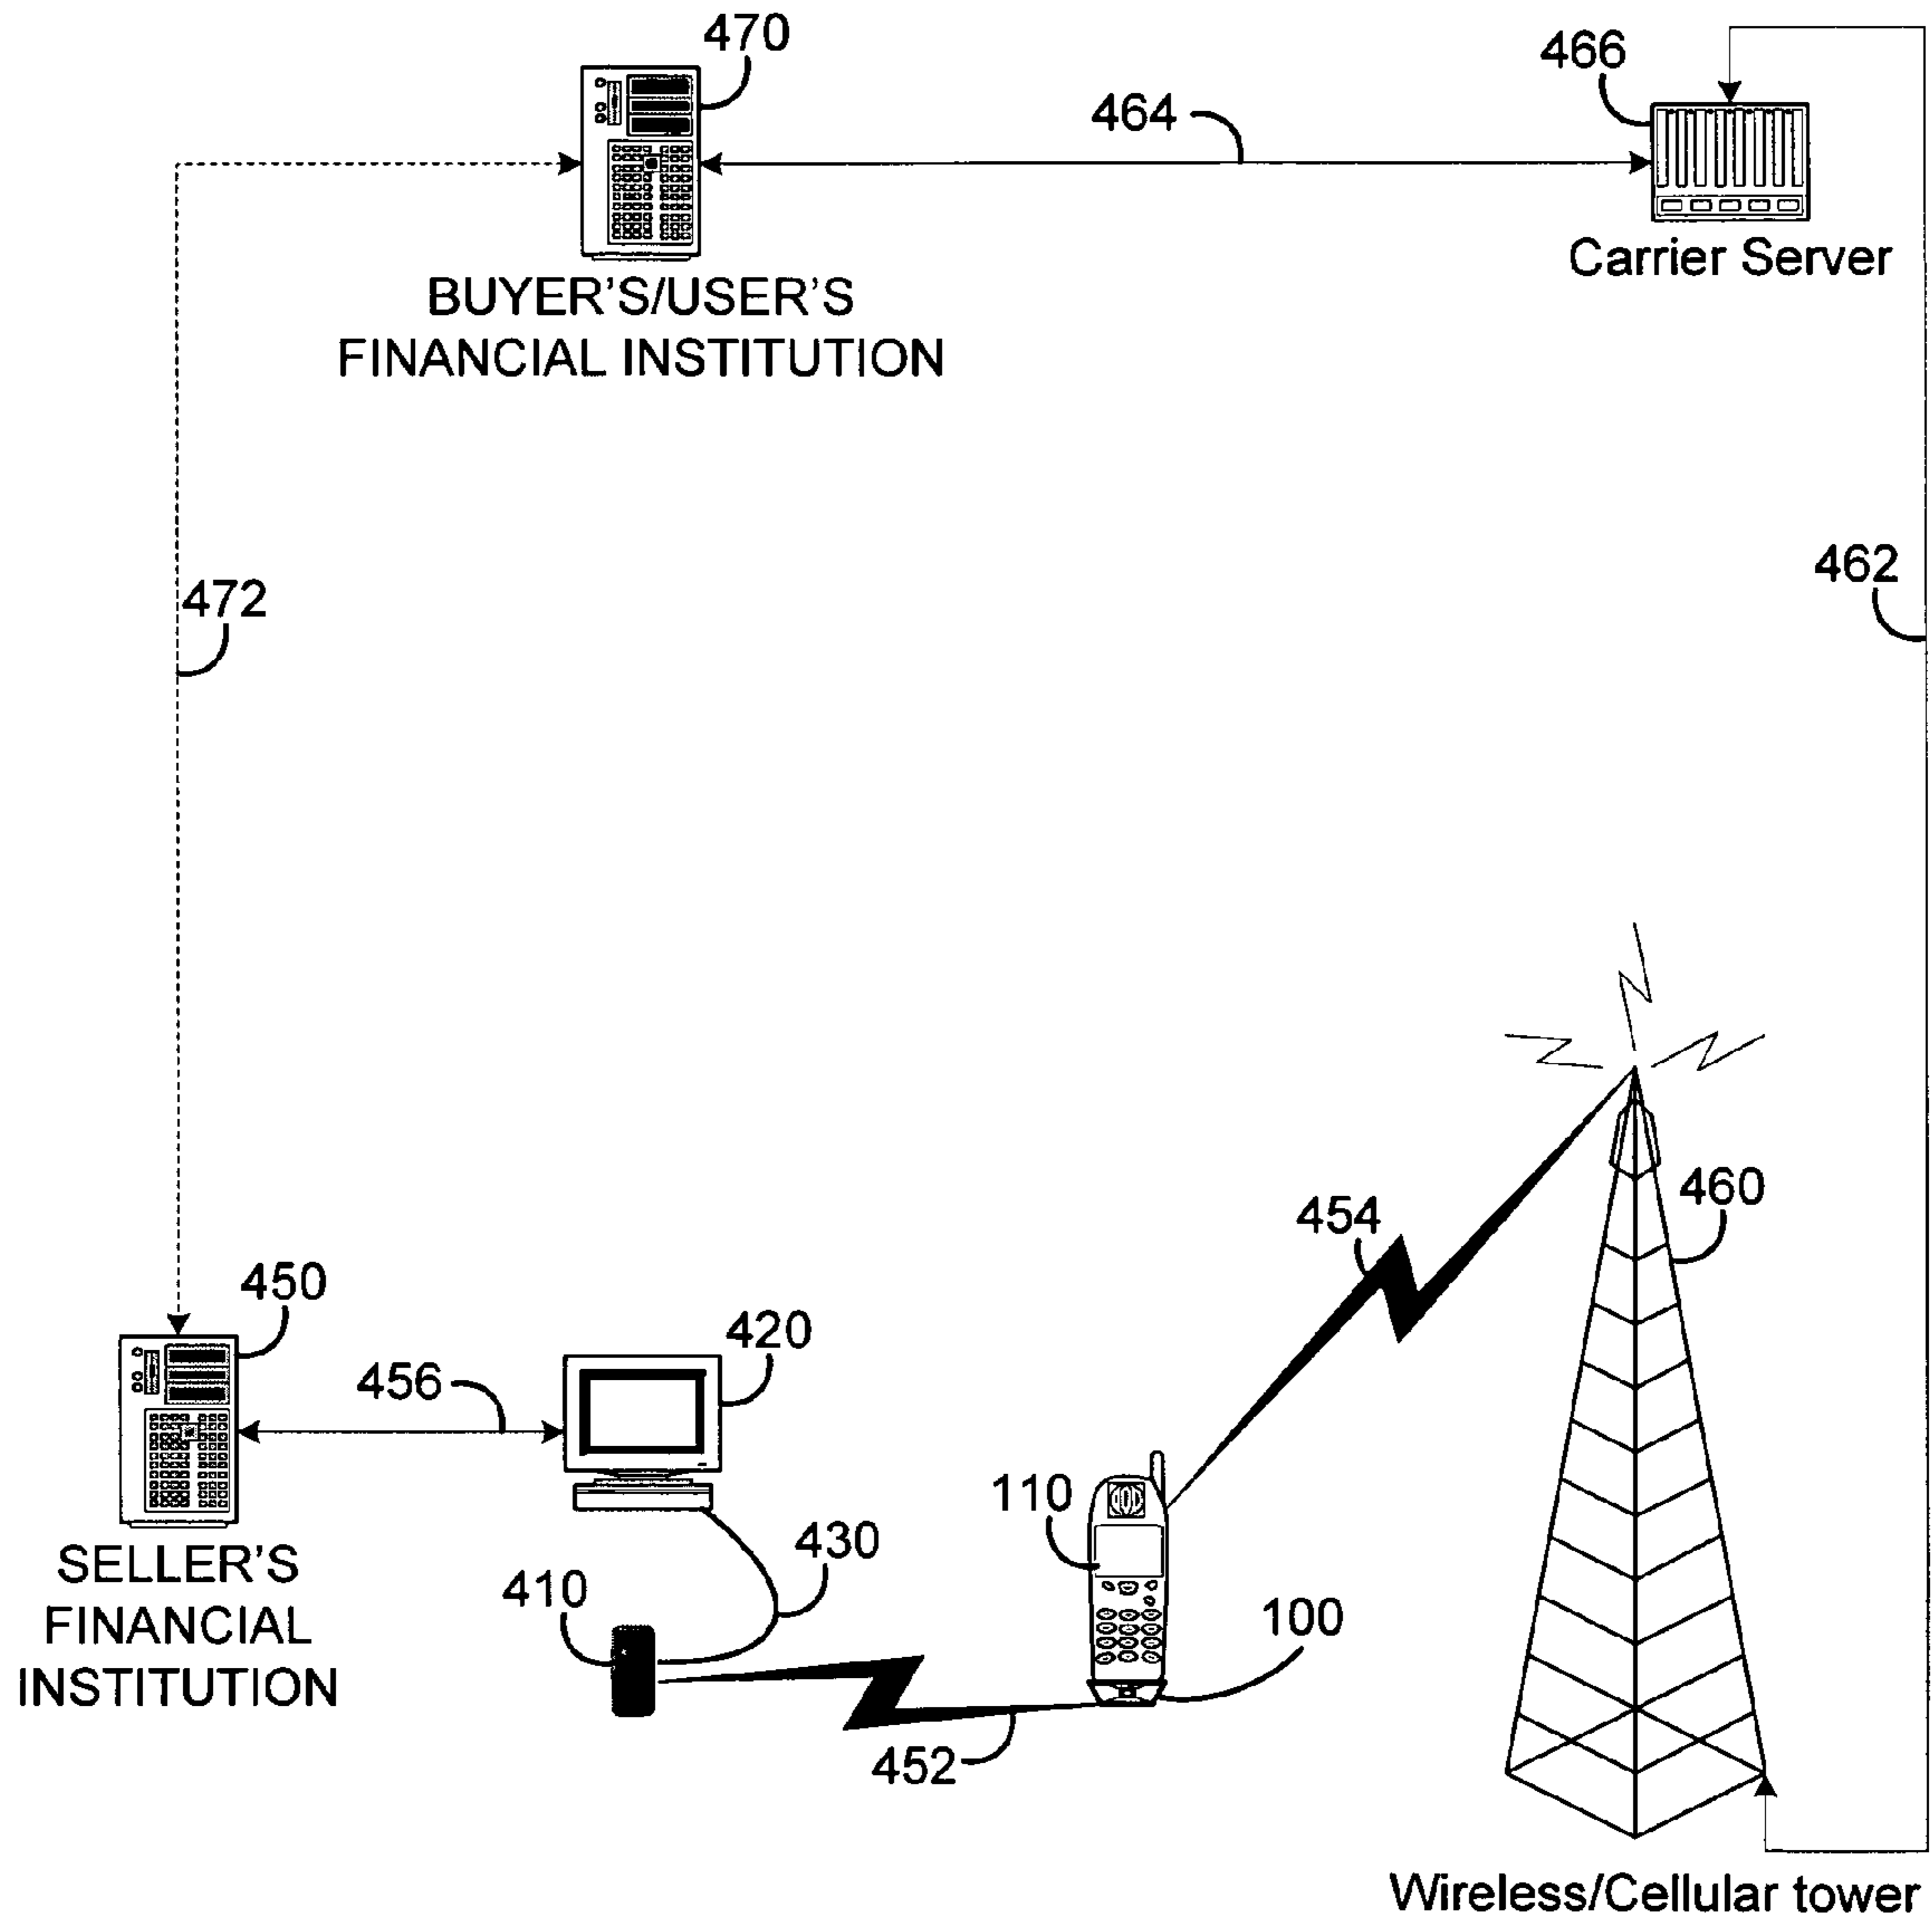 470
466
464
Carrier Server
BUYER'S/USER'S
FINANCIAL INSTITUTION
472
462
460
454
450
420
456
110
430
410
100
SELLER'S
FINANCIAL
INSTITUTION
452
Wireless/Cellular tower